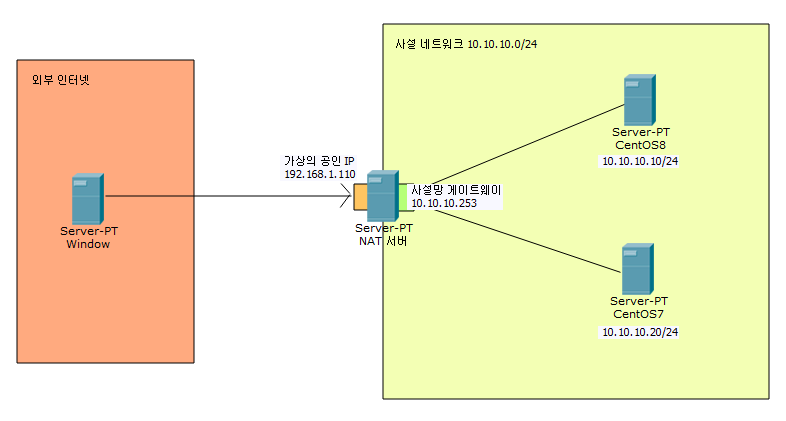 외부 인터넷
Server-PT
Window
가상의 공인 IP
192.168.1.110
Server-PT
NAT 서버
사설 네트워크 10.10.10.0/24
사설망 게이트웨이
10.10.10.253
Server-PT
CentOS8
10.10.10.10/24
Server-PT
CentOS7
10.10.10.20/24